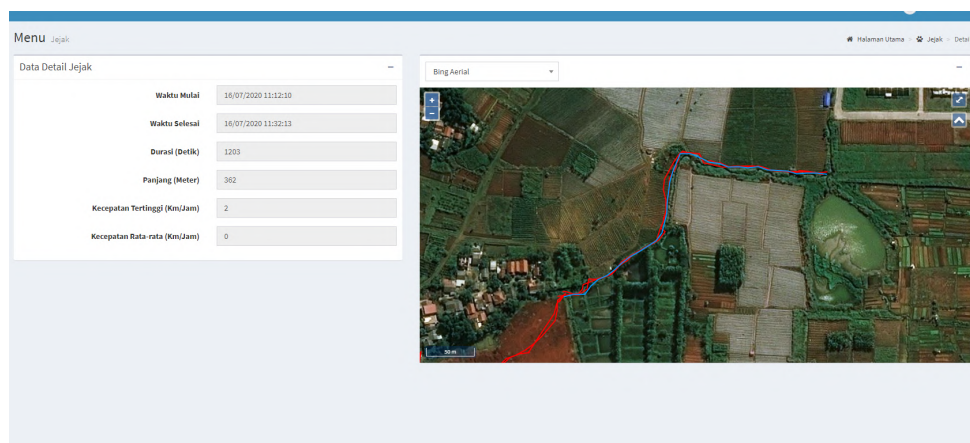 Menu Jejak
Halaman Utama > Jejak > Detail
Data Detail Jejak
Waktu Mulai 16/07/2020 11:12:10
Waktu Selesai 16/07/2020 11:32:13
Durasi (Detik) 1203
Panjang (Meter) 362
Kecepatan Tertinggi (Km/Jam) 2
Kecepatan Rata-rata (Km/Jam) 0
Bing Aerial
50 m